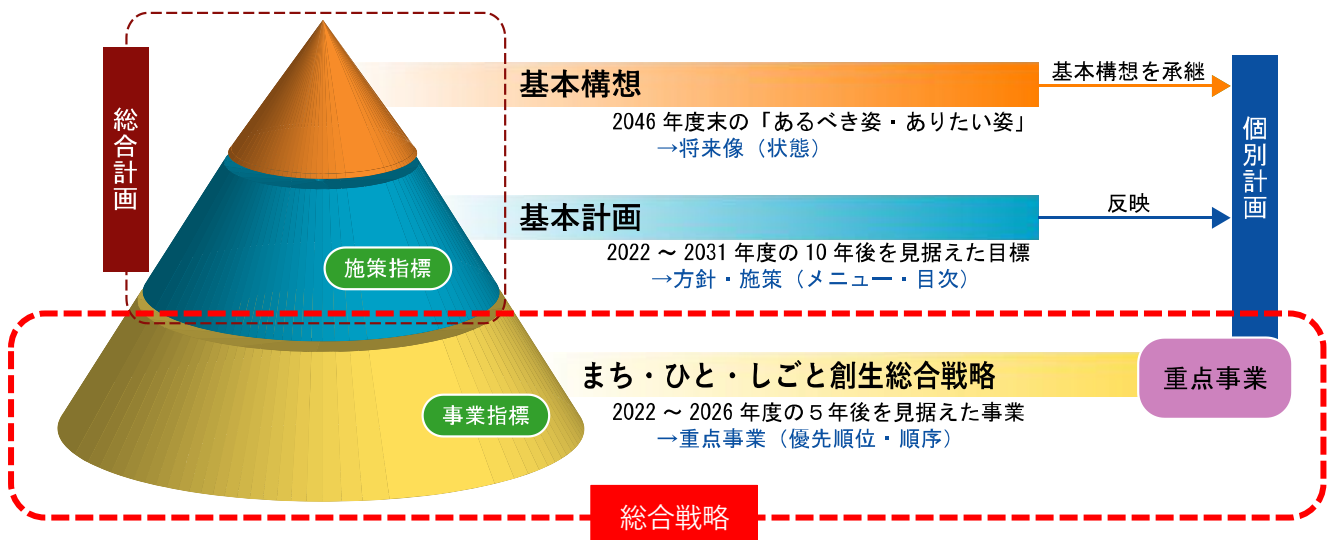 総合計画
基本構想
基本構想を承継
2046 年度末の「あるべき姿・ありたい姿」
→将来像(状態)
個別計画
基本計画
反映
2022 ~ 2031 年度の 10 年後を見据えた目標
→方針・施策(メニュー・目次)
施策指標
まち・ひと・しごと創生総合戦略
重点事業
2022 ~ 2026 年度の5年後を見据えた事業
→重点事業(優先順位・順序)
事業指標
総合戦略